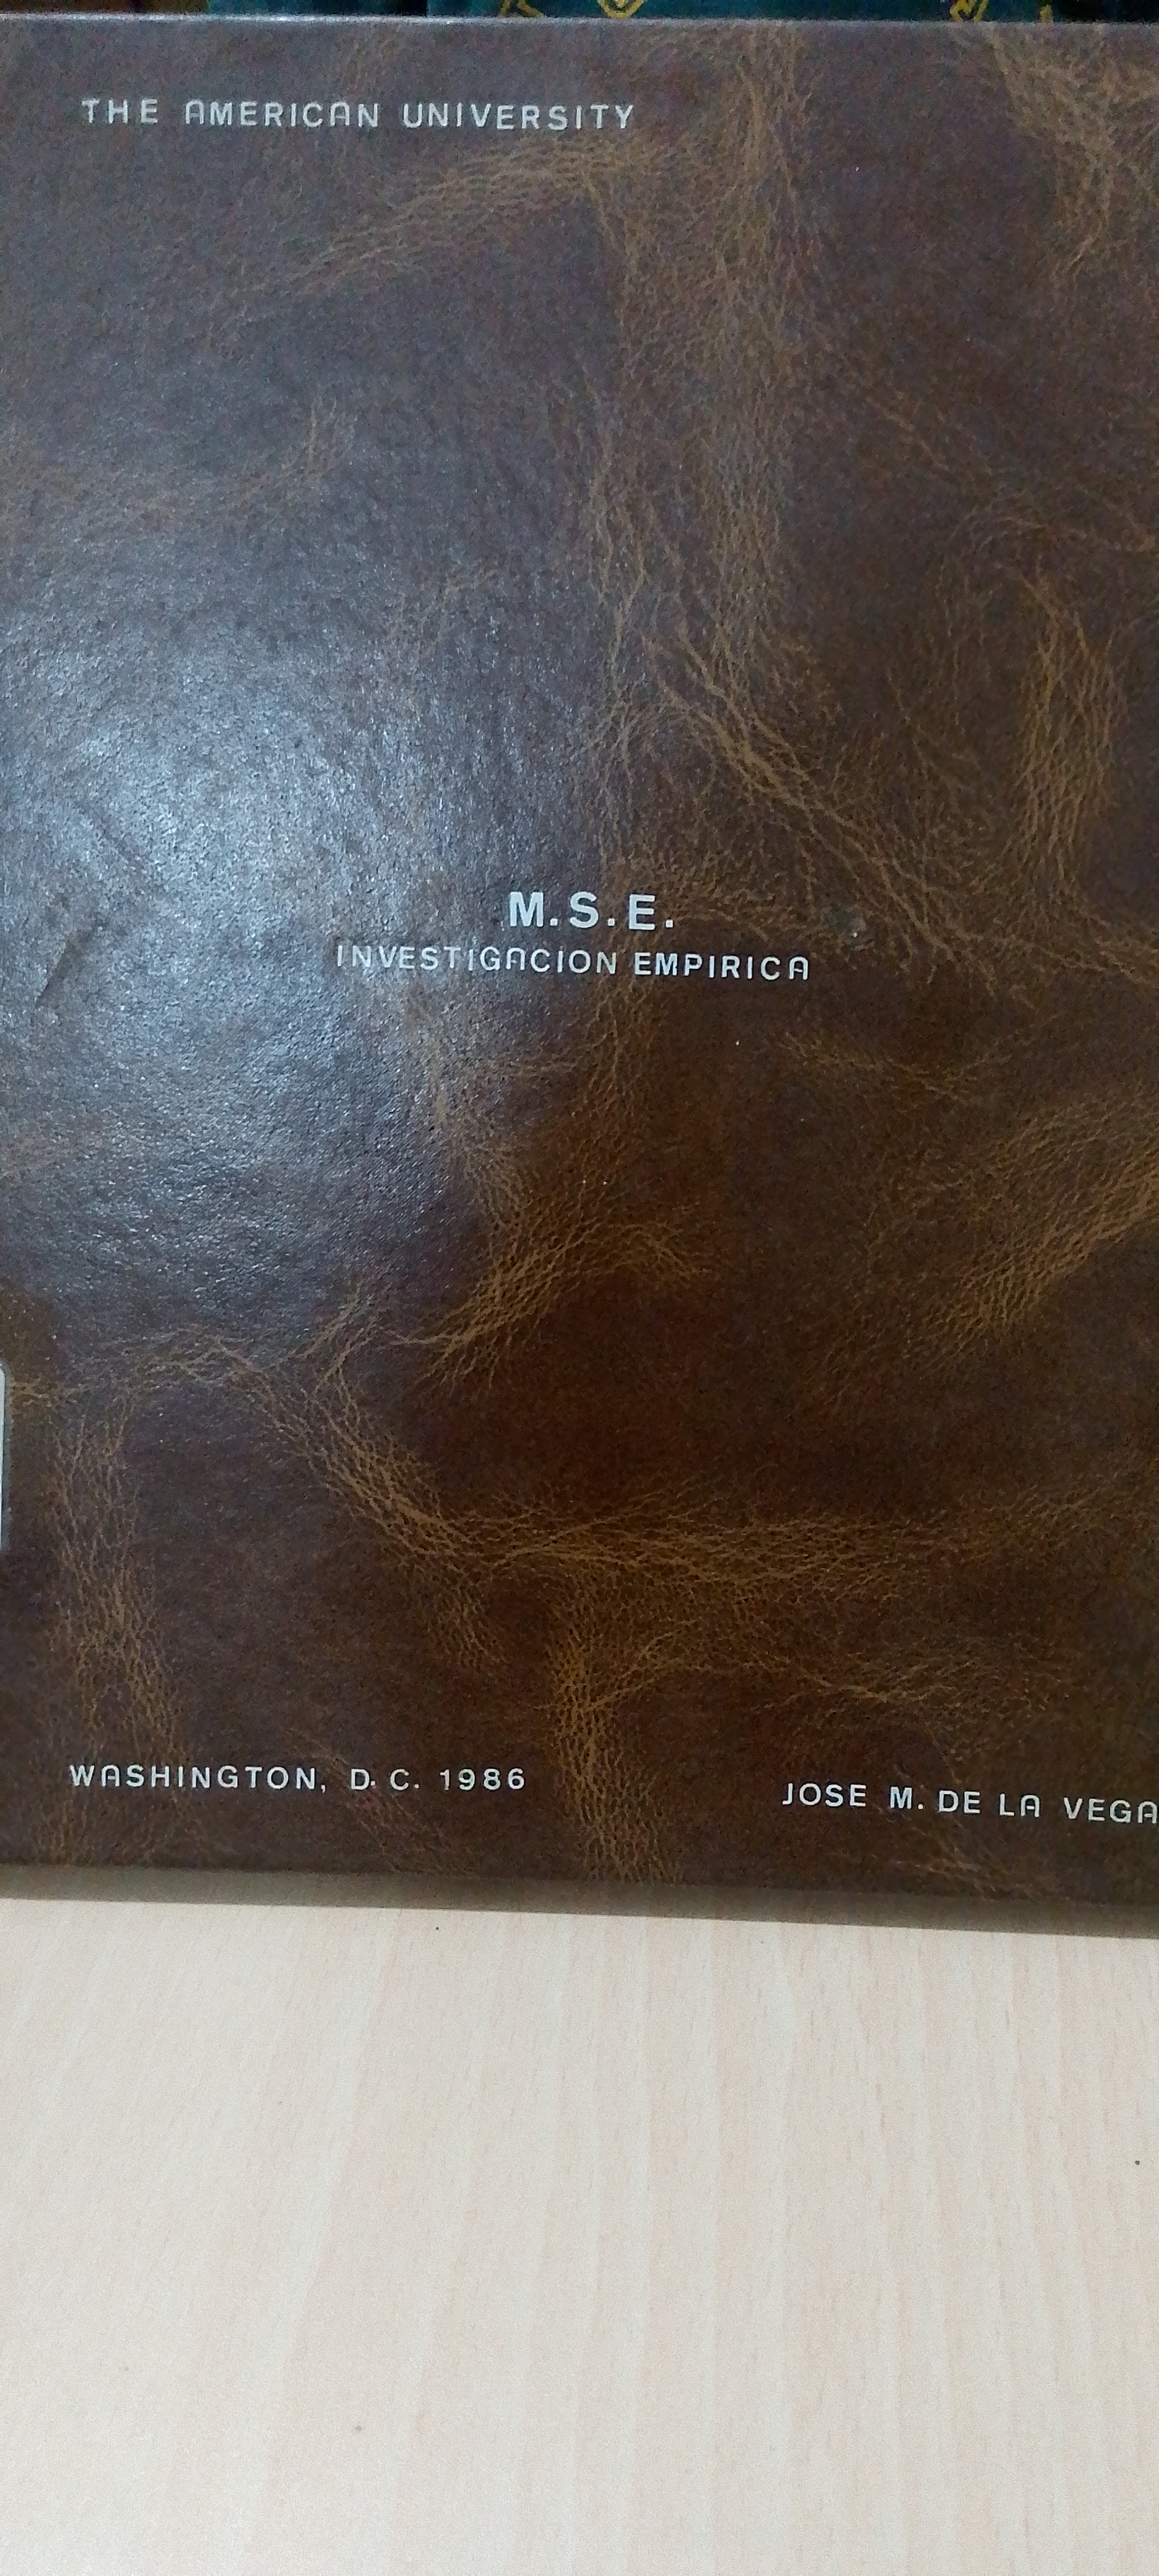 THE AMERICAN UNIVERSITY
M.S.E.
INVESTIGACION EMPIRICA
WASHINGTON, D.C. 1986
JOSE M. DE LA VEGA